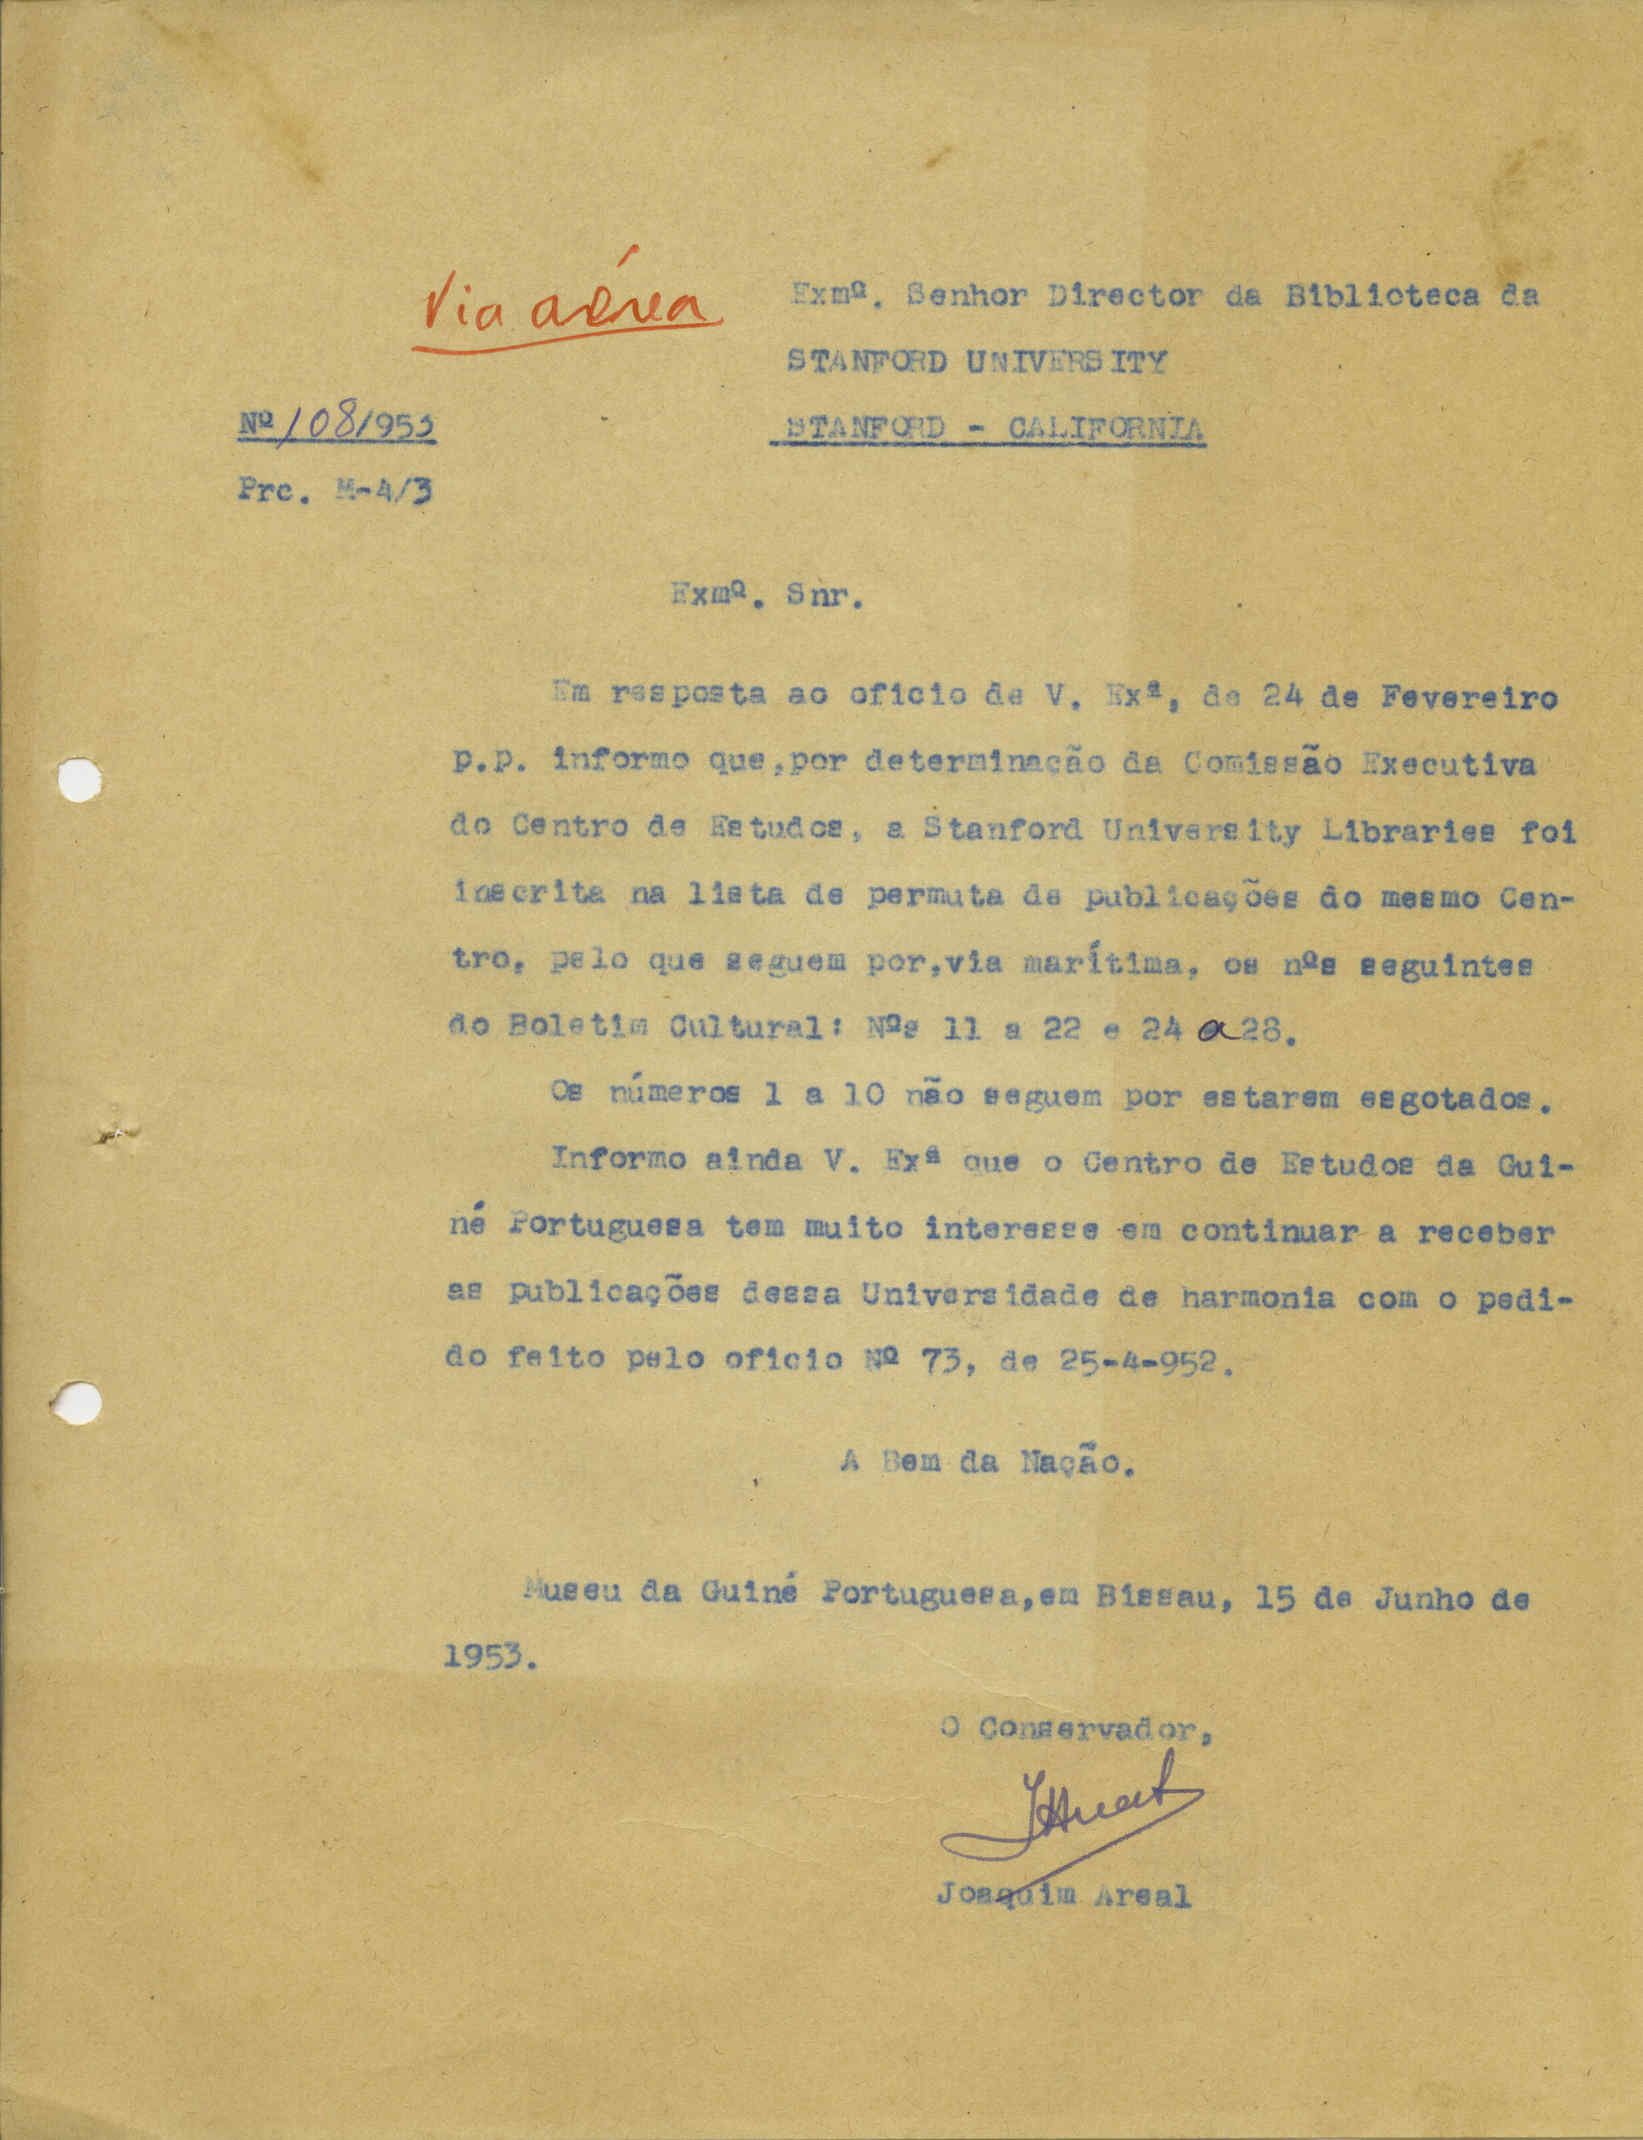 Via aérea
Exmº. Senhor Director da Biblioteca da
STANFORD UNIVERSITY
Nº 108/953
STANFORD - CALIFORNIA
Prc. M-4/3
Exmº. Snr.
Em resposta ao oficio de V. Exª, de 24 de Fevereiro
p.p. informo que,por determinação da Comissão Executiva
do Centro de Estudos, a Stanford University Libraries foi
inscrita na lista de permuta de publicações do mesmo Cen-
tro, pelo que seguem por,via marítima, os nºs seguintes
do Boletim Cultural: Nºs 11 a 22 e 24 a 28.
Os números 1 a 10 não seguem por estarem esgotados.
Informo ainda V. Exª que o Centro de Estudos da Gui-
né Portuguesa tem muito interesse em continuar a receber
as publicações dessa Universidade de harmonia com o pedi-
do feito pelo oficio Nº 73, de 25-4-952.
A Bem da Nação.
Museu da Guiné Portuguesa,em Bissau, 15 de Junho de
1953.
O Conservador,
JAreal
Joaquim Areal